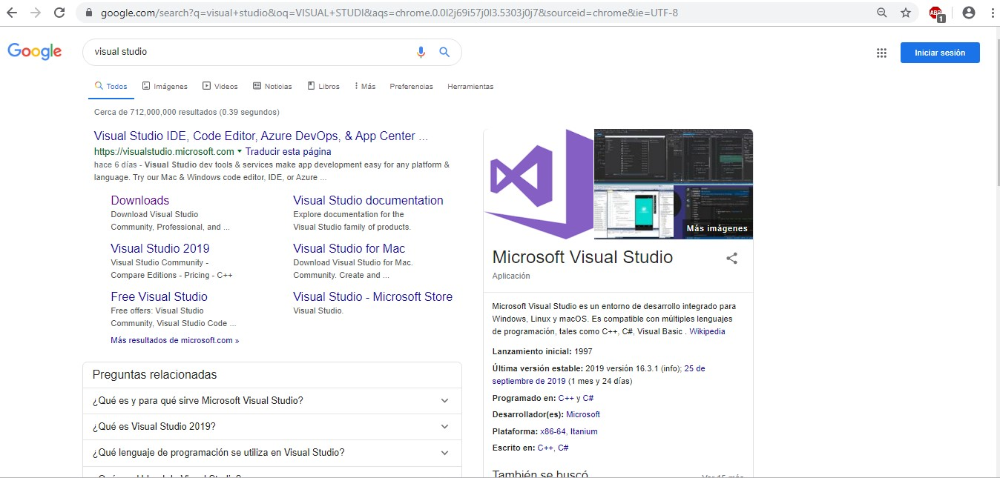 google.com/search?q=visual+studio&oq=VISUAL+STUDI&aqs=chrome.0.0l2j69i57j0l3.5303j0j7&sourceid=chrome&ie=UTF-8
ABP
1
Google
visual studio
Iniciar sesión
Todos
Imágenes
Videos
Noticias
Libros
Más
Preferencias
Herramientas
Cerca de 712,000,000 resultados (0.39 segundos)
Visual Studio IDE, Code Editor, Azure DevOps, & App Center ...
https://visualstudio.microsoft.com ▾ Traducir esta página
hace 6 días - Visual Studio dev tools & services make app development easy for any platform &
language. Try our Mac & Windows code editor, IDE, or Azure ...
Downloads
Download Visual Studio
Community, Professional, and ...
Visual Studio documentation
Explore documentation for the
Visual Studio family of products.
Visual Studio 2019
Visual Studio Community -
Compare Editions - Pricing - C++
Visual Studio for Mac
Download Visual Studio for Mac.
Community. Create and ...
Free Visual Studio
Free offers: Visual Studio
Community, Visual Studio Code ...
Visual Studio - Microsoft Store
Visual Studio.
Más resultados de microsoft.com »
Preguntas relacionadas
¿Qué es y para qué sirve Microsoft Visual Studio?
¿Qué es Visual Studio 2019?
¿Qué lenguaje de programación se utiliza en Visual Studio?
Más imágenes
Microsoft Visual Studio
Aplicación
Microsoft Visual Studio es un entorno de desarrollo integrado para
Windows, Linux y macOS. Es compatible con múltiples lenguajes
de programación, tales como C++, C#, Visual Basic . Wikipedia
Lanzamiento inicial: 1997
Última versión estable: 2019 versión 16.3.1 (info); 25 de
septiembre de 2019 (1 mes y 24 días)
Programado en: C++ y C#
Desarrollador(es): Microsoft
Plataforma: x86-64, Itanium
Escrito en: C++, C#
También se buscó
Ver 15 más